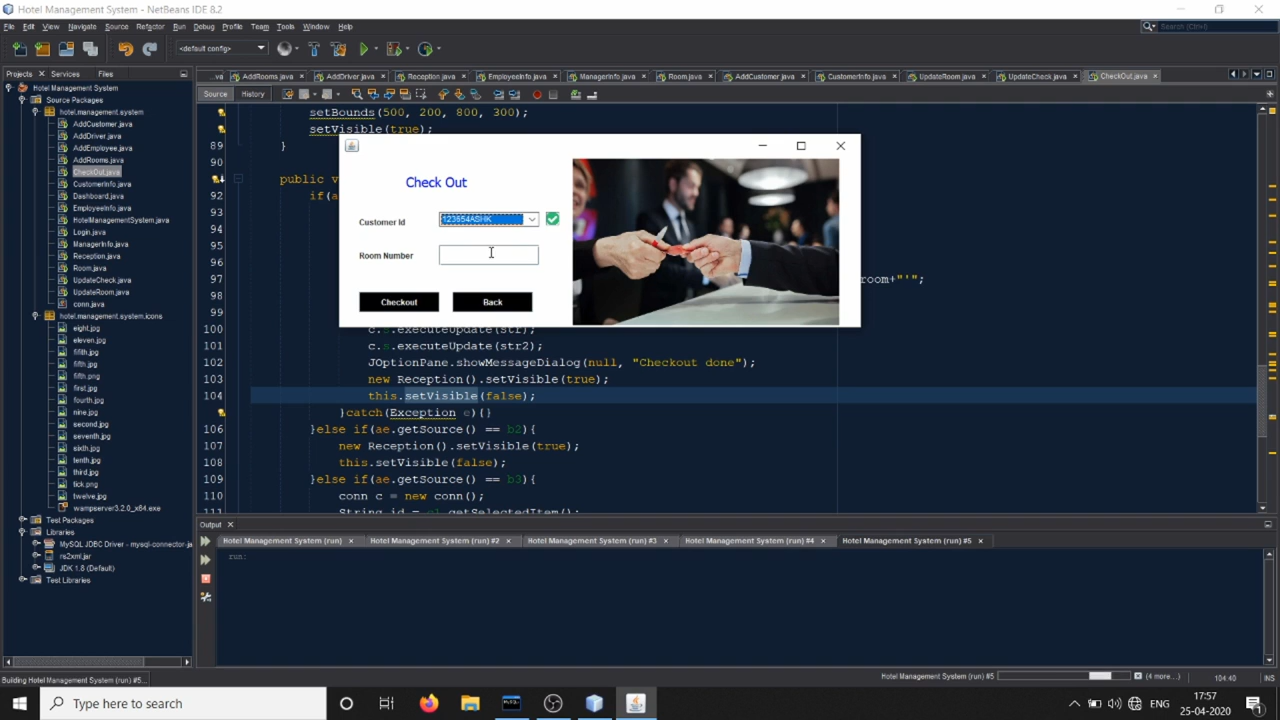 Hotel Management System - NetBeans IDE 8.2
File Edit View Navigate Source Refactor Run Debug Profile Team Tools Window Help
Search (Ctrl+I)
<default config>
Projects Services Files
...va AddRooms.java AddDriver.java Reception.java EmployeeInfo.java ManagerInfo.java Room.java AddCustomer.java CustomerInfo.java UpdateRoom.java UpdateCheck.java CheckOut.java
Source History
Hotel Management System
Source Packages
hotel.management.system
AddCustomer.java
AddDriver.java
AddEmployee.java
AddRooms.java
CheckOut.java
CustomerInfo.java
Dashboard.java
EmployeeInfo.java
HotelManagementSystem.java
Login.java
ManagerInfo.java
Reception.java
Room.java
UpdateCheck.java
UpdateRoom.java
conn.java
hotel.management.system.icons
eight.jpg
eleven.jpg
fifith.jpg
fifth.jpg
fifth.png
first.jpg
fourth.jpg
nine.jpg
second.jpg
seventh.jpg
sixth.jpg
tenth.jpg
third.jpg
tick.png
twelve.jpg
wampserver3.2.0_x64.exe
Test Packages
Libraries
MySQL JDBC Driver - mysql-connector-ja
rs2xml.jar
JDK 1.8 (Default)
Test Libraries
setBounds(500, 200, 800, 300);
setVisible(true);
89 }
90
public v
92 if(a
93
94
95
96
97 room+"'";
98
99
100 c.s.executeUpdate(str);
101 c.s.executeUpdate(str2);
102 JOptionPane.showMessageDialog(null, "Checkout done");
103 new Reception().setVisible(true);
104 this.setVisible(false);
}catch(Exception e){}
106 }else if(ae.getSource() == b2){
107 new Reception().setVisible(true);
108 this.setVisible(false);
109 }else if(ae.getSource() == b3){
110 conn c = new conn();
111 String id = c1.getSelectedItem();
Check Out
Customer Id 123654ASHK
Room Number
Checkout Back
Output
Hotel Management System (run) Hotel Management System (run) #2 Hotel Management System (run) #3 Hotel Management System (run) #4 Hotel Management System (run) #5
run:
Building Hotel Management System (run) #5...
Hotel Management System (run) #5 (4 more...) 104:40 INS
Type here to search
ENG
17:57
25-04-2020
1